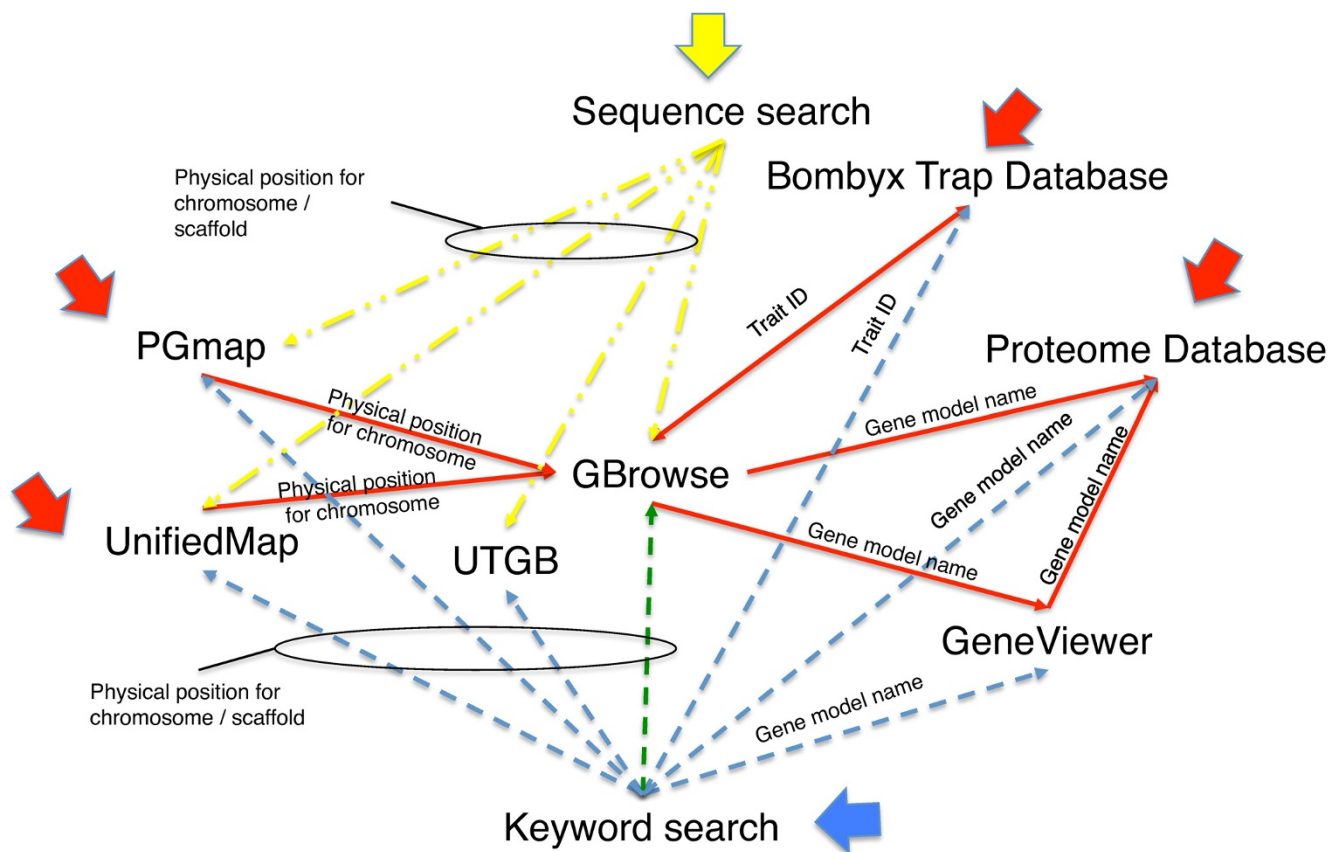 Sequence search
Bombyx Trap Database
Physical position for
chromosome /
scaffold
Trait ID
Trait ID
PGmap
Proteome Database
Physical position
for chromosome
Gene model name
Gene model name
Gene model name
GBrowse
Physical position
for chromosome
UnifiedMap
UTGB
Gene model name
GeneViewer
Physical position for
chromosome / scaffold
Gene model name
Keyword search